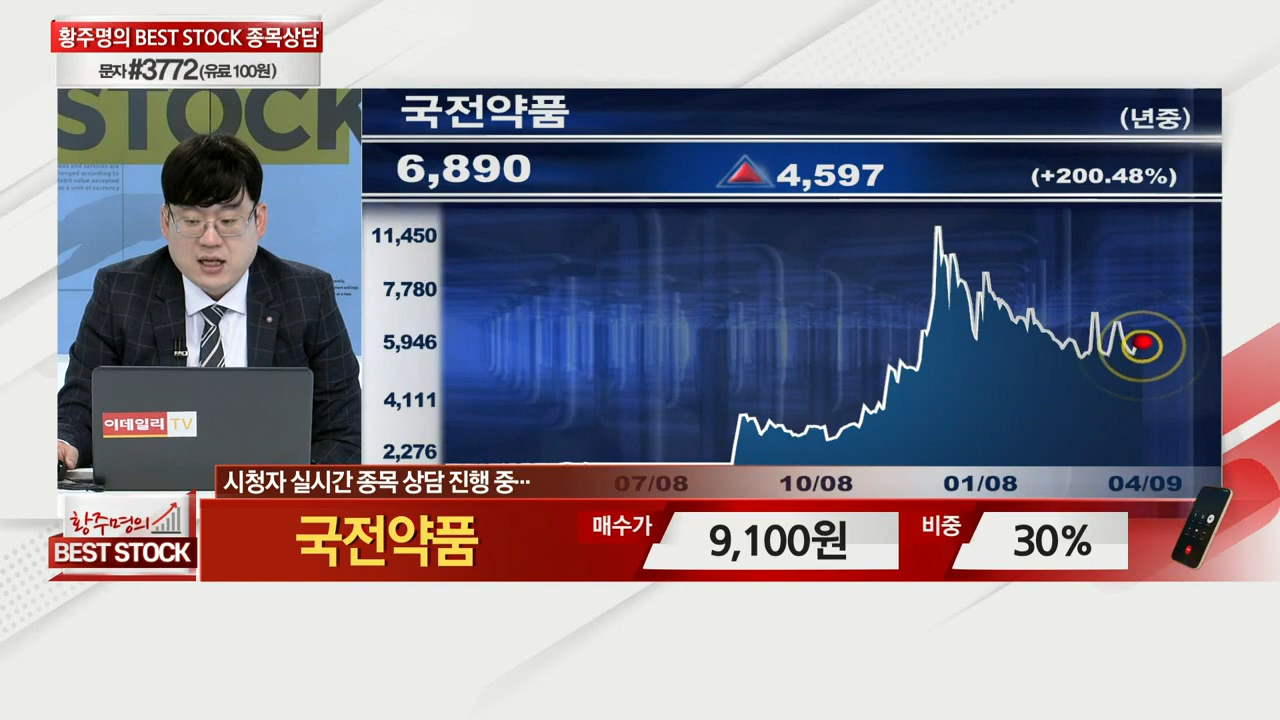 황주명의 BEST STOCK 종목상담
문자 #3772 (유료 100원)
STOCK
국전약품
(년중)
6,890
4,597
(+200.48%)
11,450
7,780
5,946
4,111
2,276
07/08
10/08
01/08
04/09
이데일리 TV
시청자 실시간 종목 상담 진행 중…
황주명의
BEST STOCK
국전약품
매수가
9,100원
비중
30%